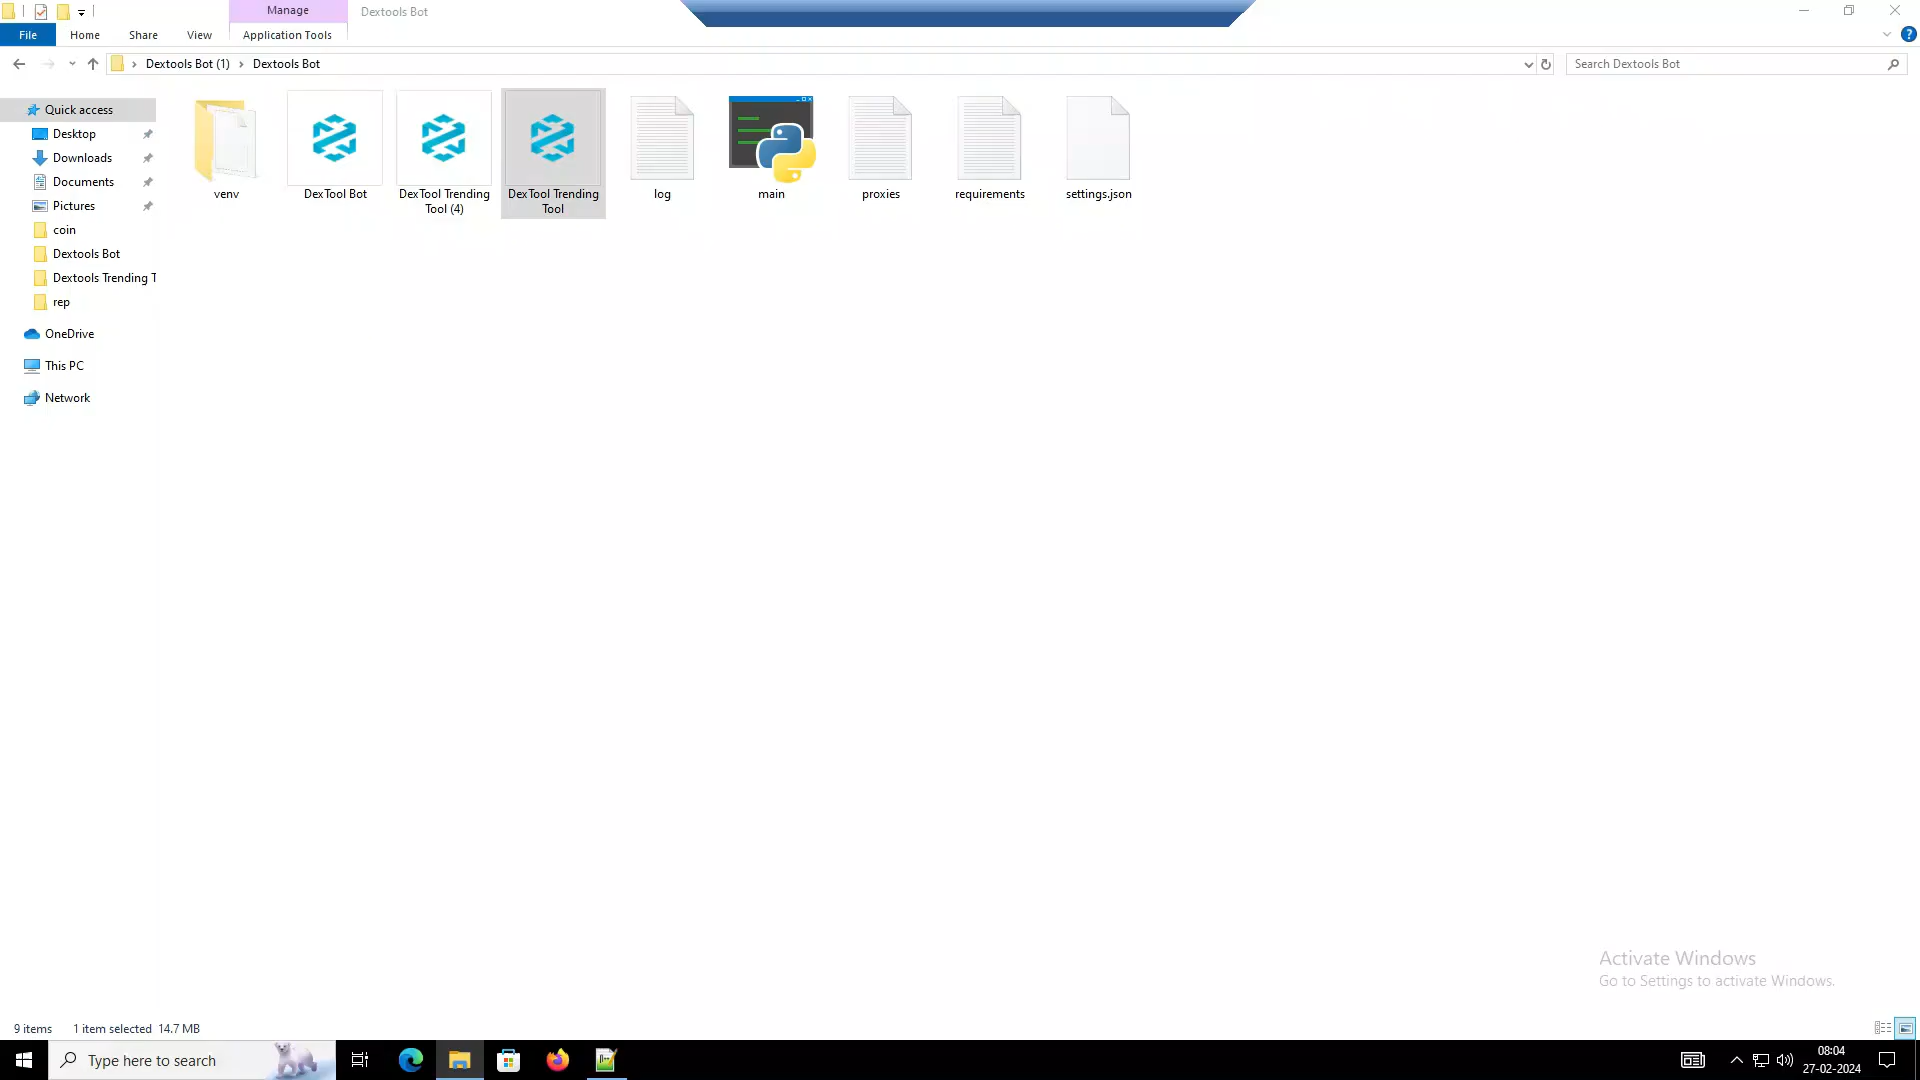 Manage
Dextools Bot
File
Home
Share
View
Application Tools
?
Dextools Bot (1)
Dextools Bot
Search Dextools Bot
Quick access
Desktop
Downloads
Documents
Pictures
coin
Dextools Bot
Dextools Trending T
rep
OneDrive
This PC
Network
venv
DexTool Bot
DexTool Trending
Tool (4)
DexTool Trending
Tool
log
main
proxies
requirements
settings.json
Activate Windows
Go to Settings to activate Windows.
9 items
1 item selected 14.7 MB
Type here to search
08:04
27-02-2024